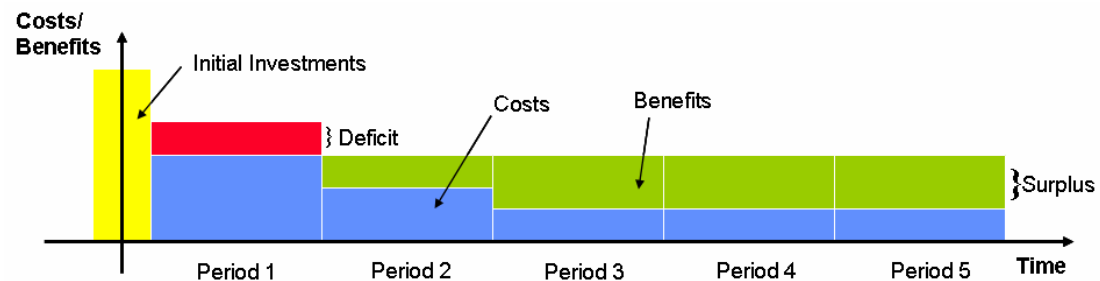 Costs/
Benefits
Initial Investments
Costs
Benefits
Deficit
Surplus
Period 1
Period 2
Period 3
Period 4
Period 5
Time